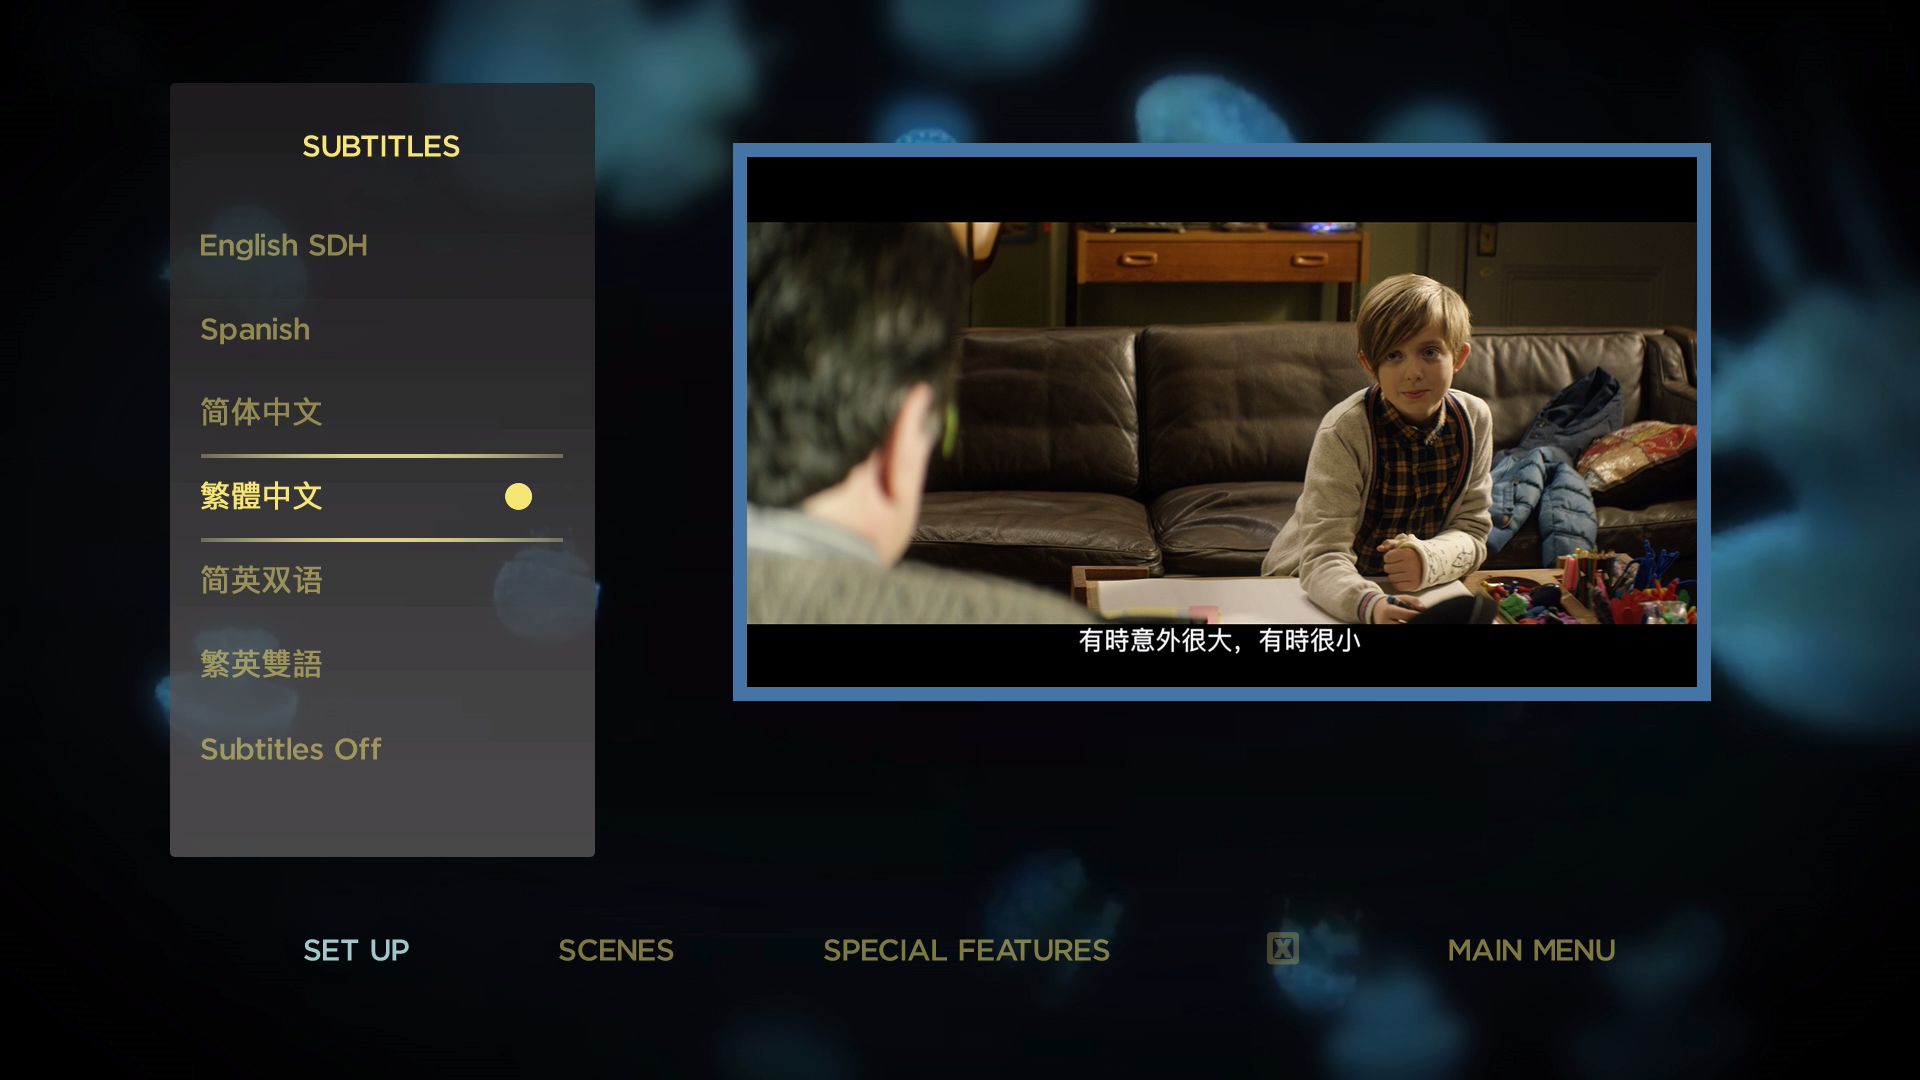 SUBTITLES
English SDH
Spanish
简体中文
繁體中文
简英双语
繁英雙語
Subtitles Off
有時意外很大，有時很小
SET UP
SCENES
SPECIAL FEATURES
X
MAIN MENU